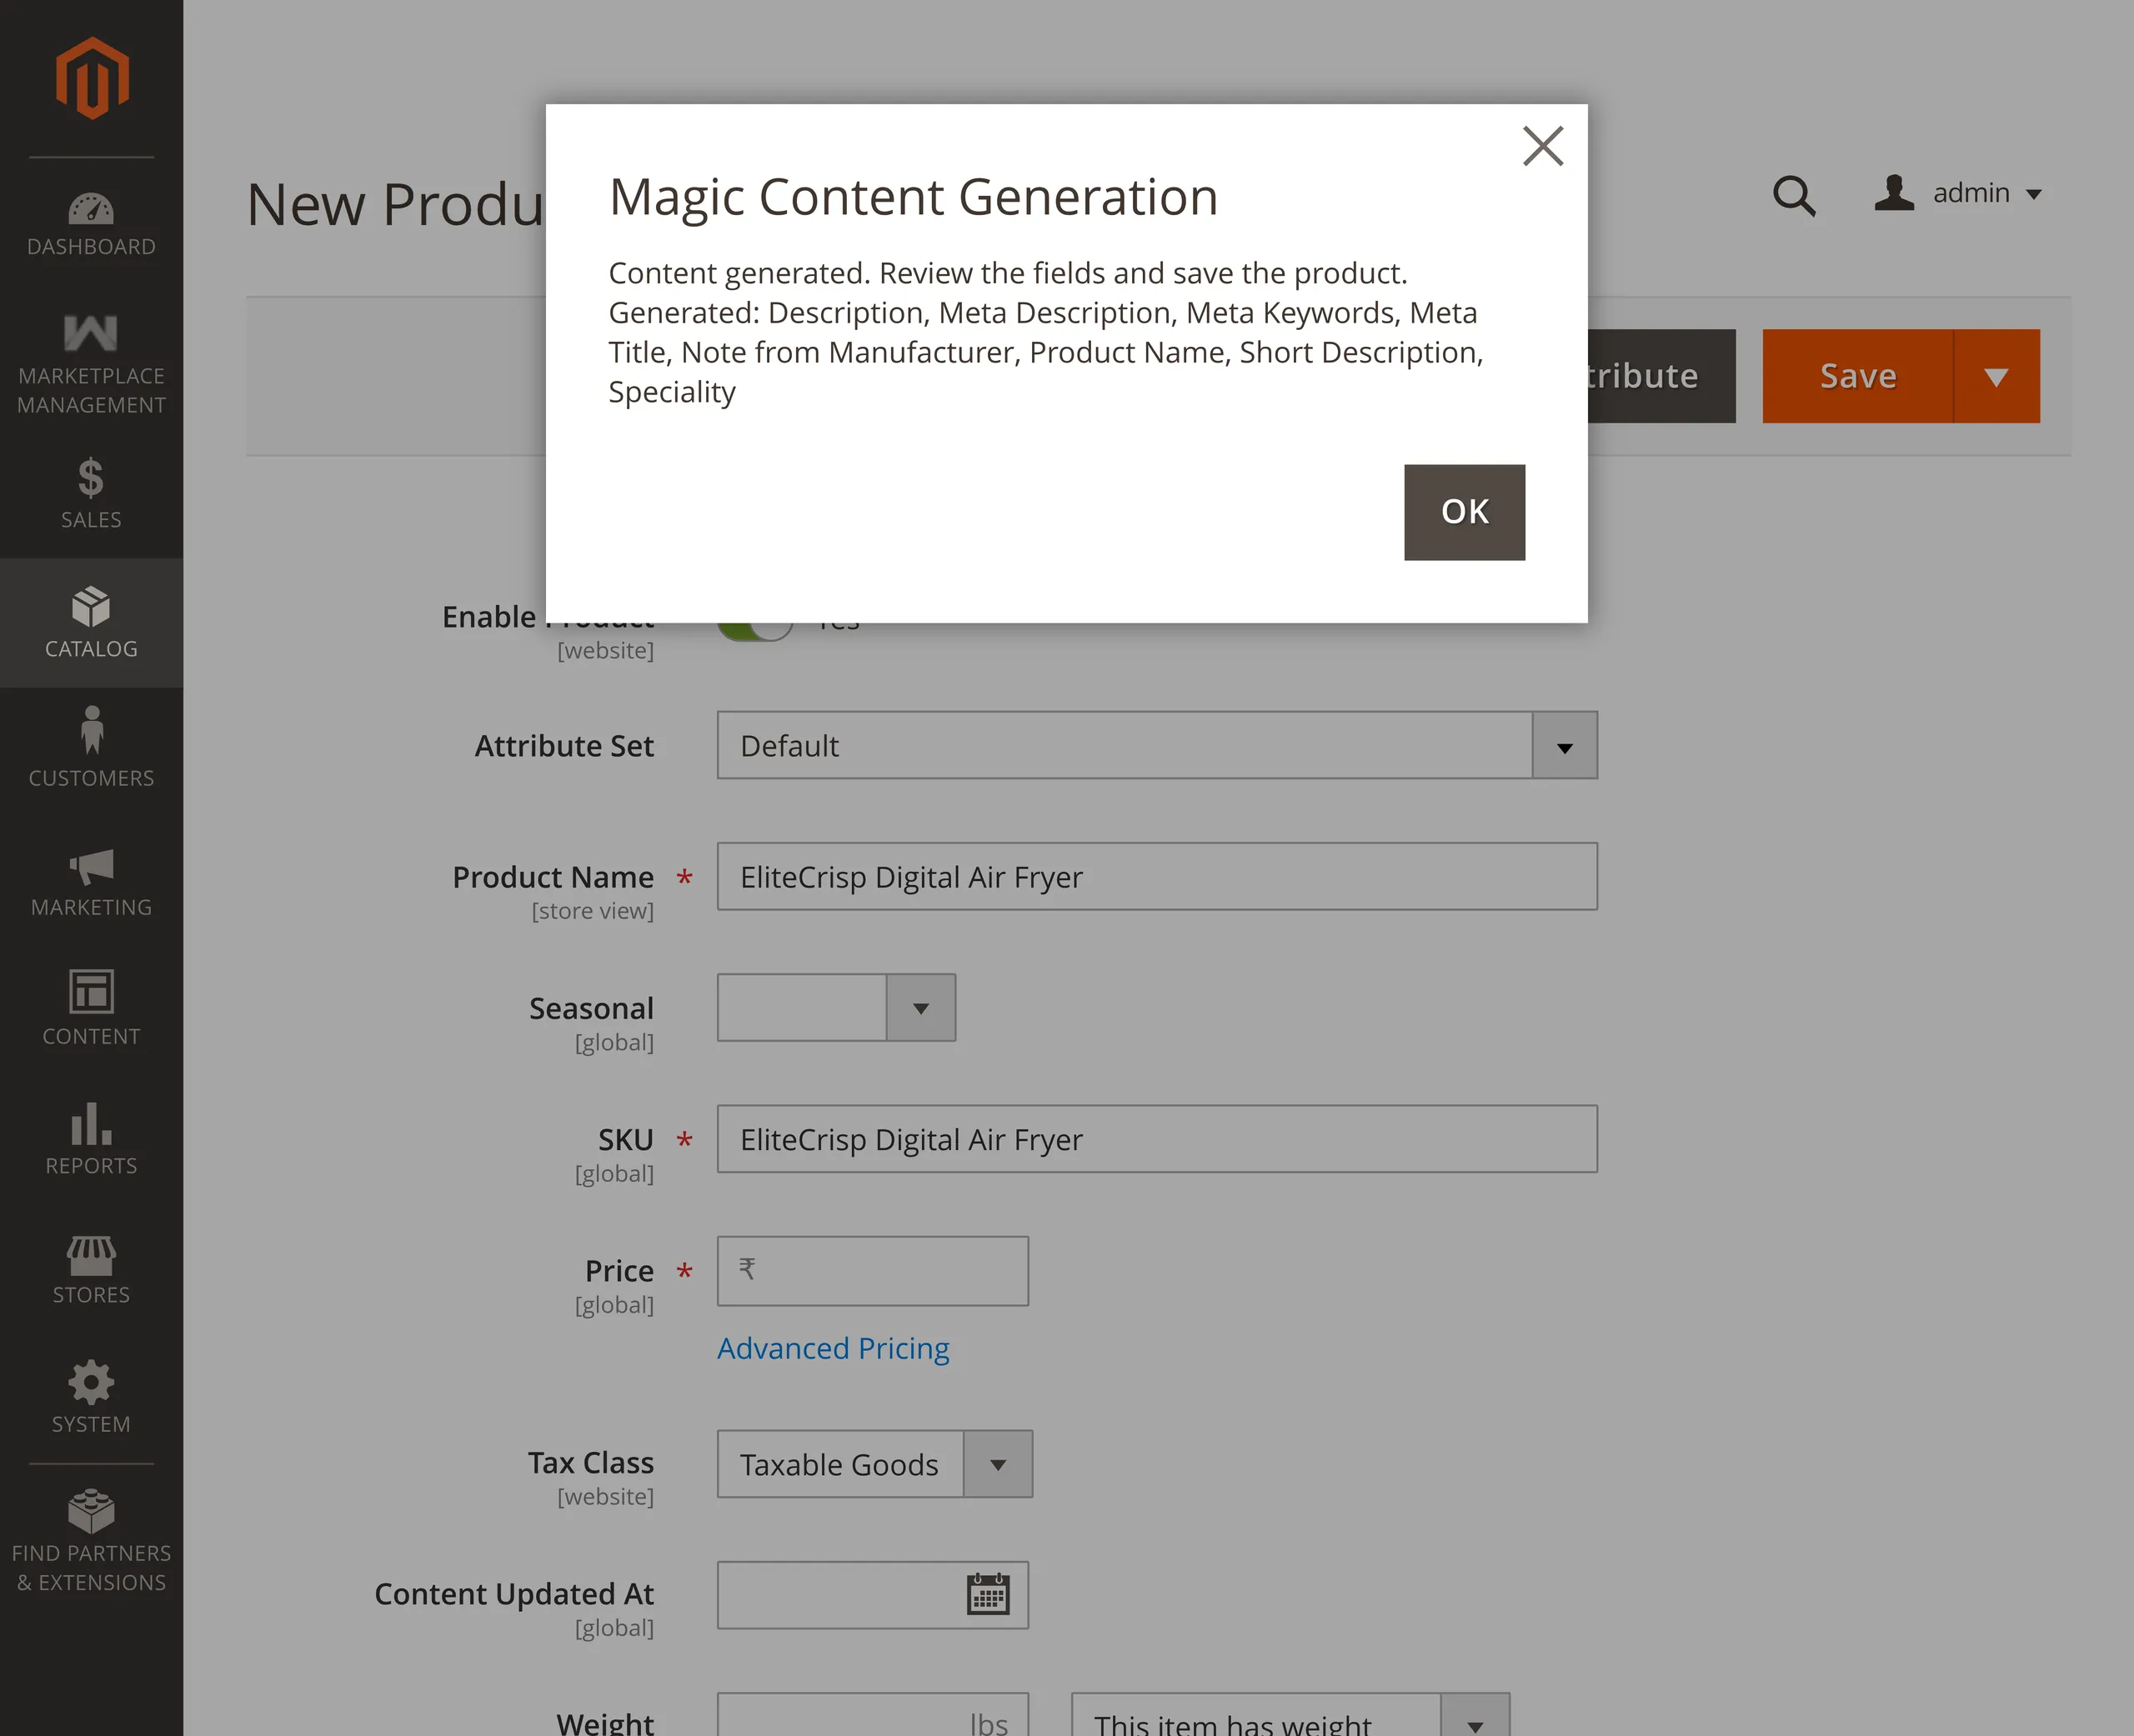 DASHBOARD
MARKETPLACE
MANAGEMENT
SALES
CATALOG
CUSTOMERS
MARKETING
CONTENT
REPORTS
STORES
SYSTEM
FIND PARTNERS
& EXTENSIONS
New Produ
admin
Magic Content Generation
Content generated. Review the fields and save the product.
Generated: Description, Meta Description, Meta Keywords, Meta
Title, Note from Manufacturer, Product Name, Short Description,
Speciality
OK
tribute
Save
Enable Product
Yes
[website]
Attribute Set
Default
Product Name *
EliteCrisp Digital Air Fryer
[store view]
Seasonal
[global]
SKU *
EliteCrisp Digital Air Fryer
[global]
Price *
₹
[global]
Advanced Pricing
Tax Class
Taxable Goods
[website]
Content Updated At
[global]
Weight
lbs
This item has weight